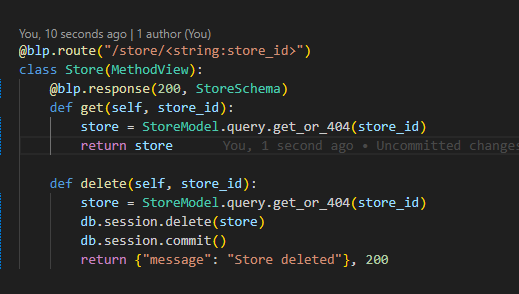 You, 10 seconds ago | 1 author (You)
@blp.route("/store/<string:store_id>")
class Store(MethodView):
    @blp.response(200, StoreSchema)
    def get(self, store_id):
        store = StoreModel.query.get_or_404(store_id)
        return store        You, 1 second ago • Uncommitted changes
    def delete(self, store_id):
        store = StoreModel.query.get_or_404(store_id)
        db.session.delete(store)
        db.session.commit()
        return {"message": "Store deleted"}, 200